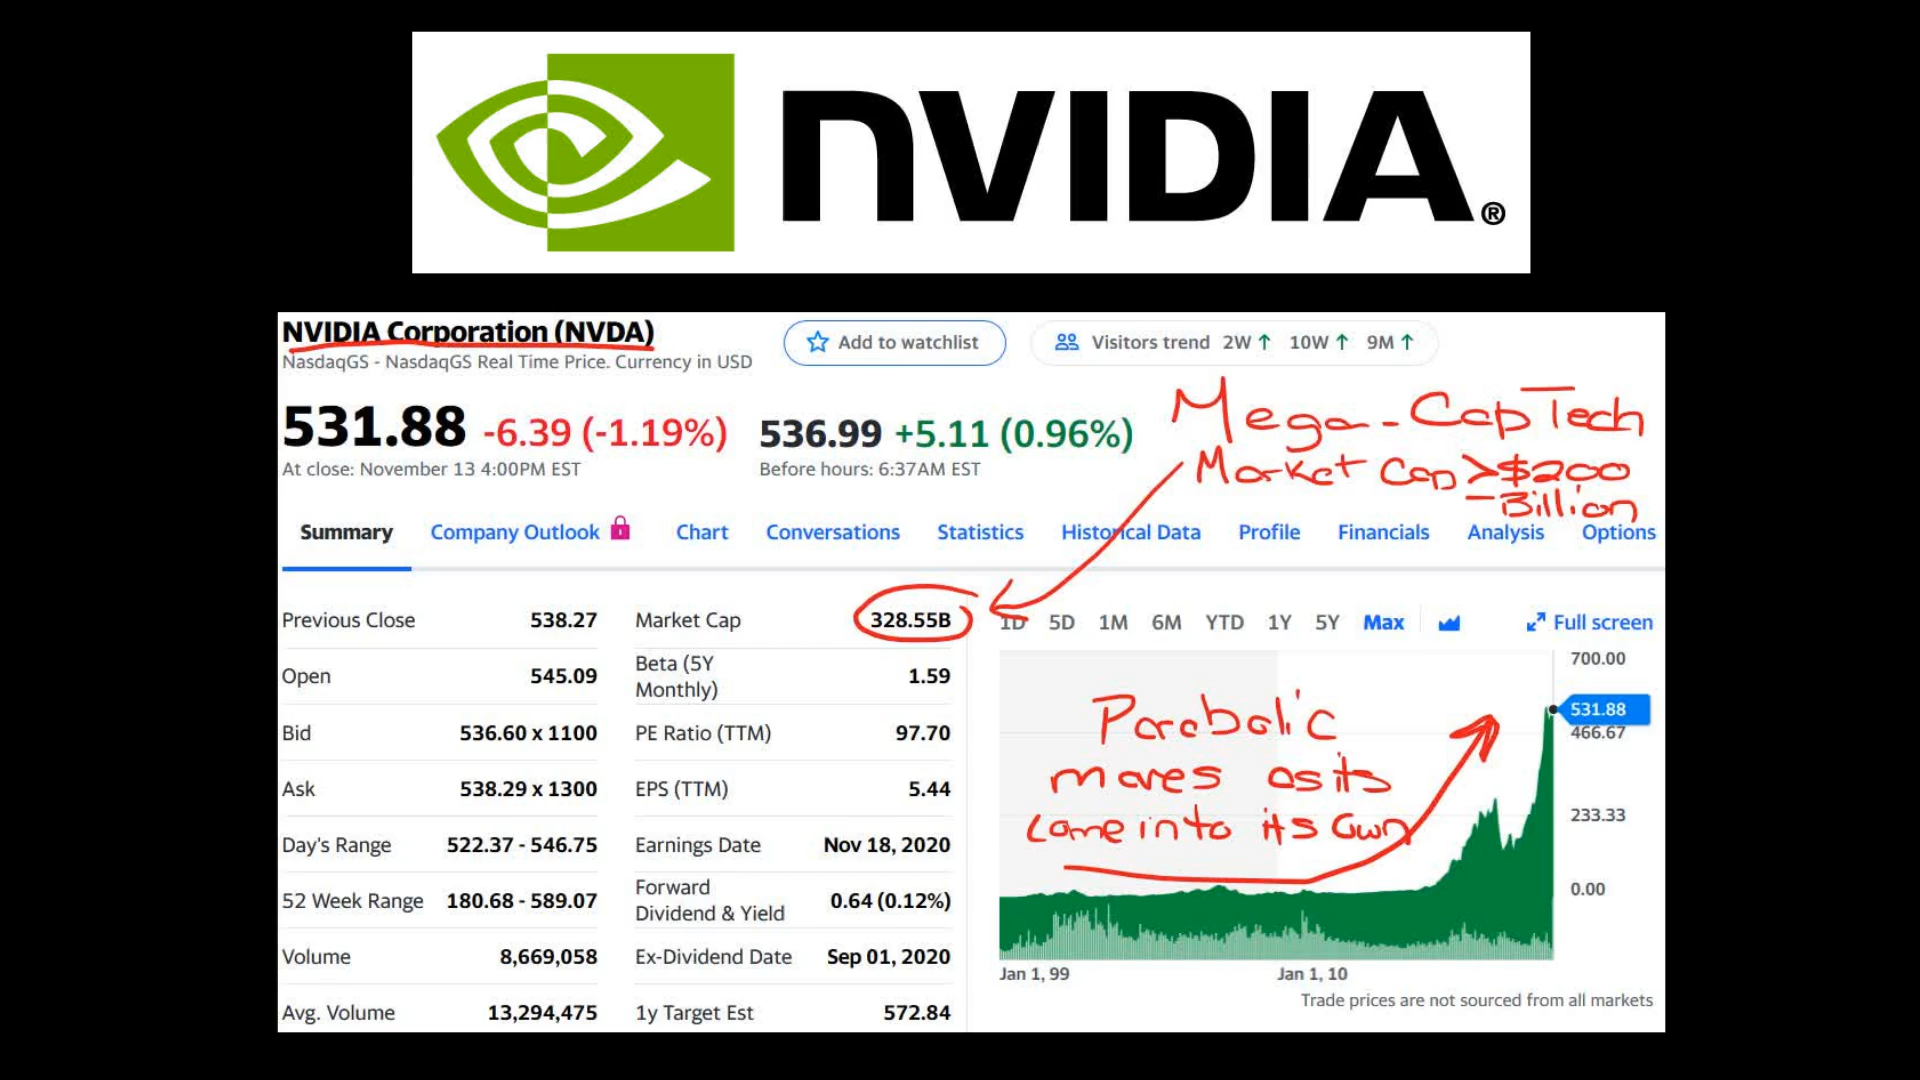 NVIDIA®
NVIDIA Corporation (NVDA)
NasdaqGS - NasdaqGS Real Time Price. Currency in USD
Add to watchlist
Visitors trend 2W ↑ 10W ↑ 9M ↑
531.88 -6.39 (-1.19%)
At close: November 13 4:00PM EST
536.99 +5.11 (0.96%)
Before hours: 6:37AM EST
Mega-Cap Tech
Market Cap ≥ $200
Billion
Summary Company Outlook Chart Conversations Statistics Historical Data Profile Financials Analysis Options
Previous Close 538.27
Open 545.09
Bid 536.60 x 1100
Ask 538.29 x 1300
Day's Range 522.37 - 546.75
52 Week Range 180.68 - 589.07
Volume 8,669,058
Avg. Volume 13,294,475
Market Cap 328.55B
Beta (5Y
Monthly) 1.59
PE Ratio (TTM) 97.70
EPS (TTM) 5.44
Earnings Date Nov 18, 2020
Forward
Dividend & Yield 0.64 (0.12%)
Ex-Dividend Date Sep 01, 2020
1y Target Est 572.84
1D 5D 1M 6M YTD 1Y 5Y Max Full screen
700.00
531.88
466.67
233.33
0.00
Parabolic
moves as its
come into its own
Jan 1, 99 Jan 1, 10
Trade prices are not sourced from all markets